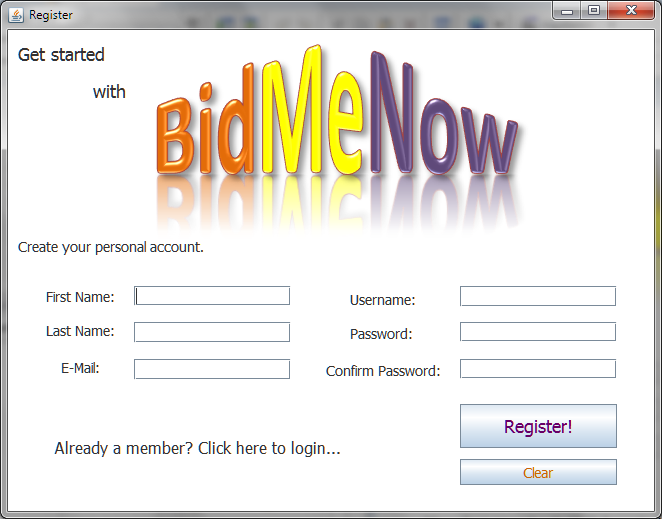 Register
Get started
with
BidMeNow
Create your personal account.
First Name:
Username:
Last Name:
Password:
E-Mail:
Confirm Password:
Register!
Already a member? Click here to login...
Clear